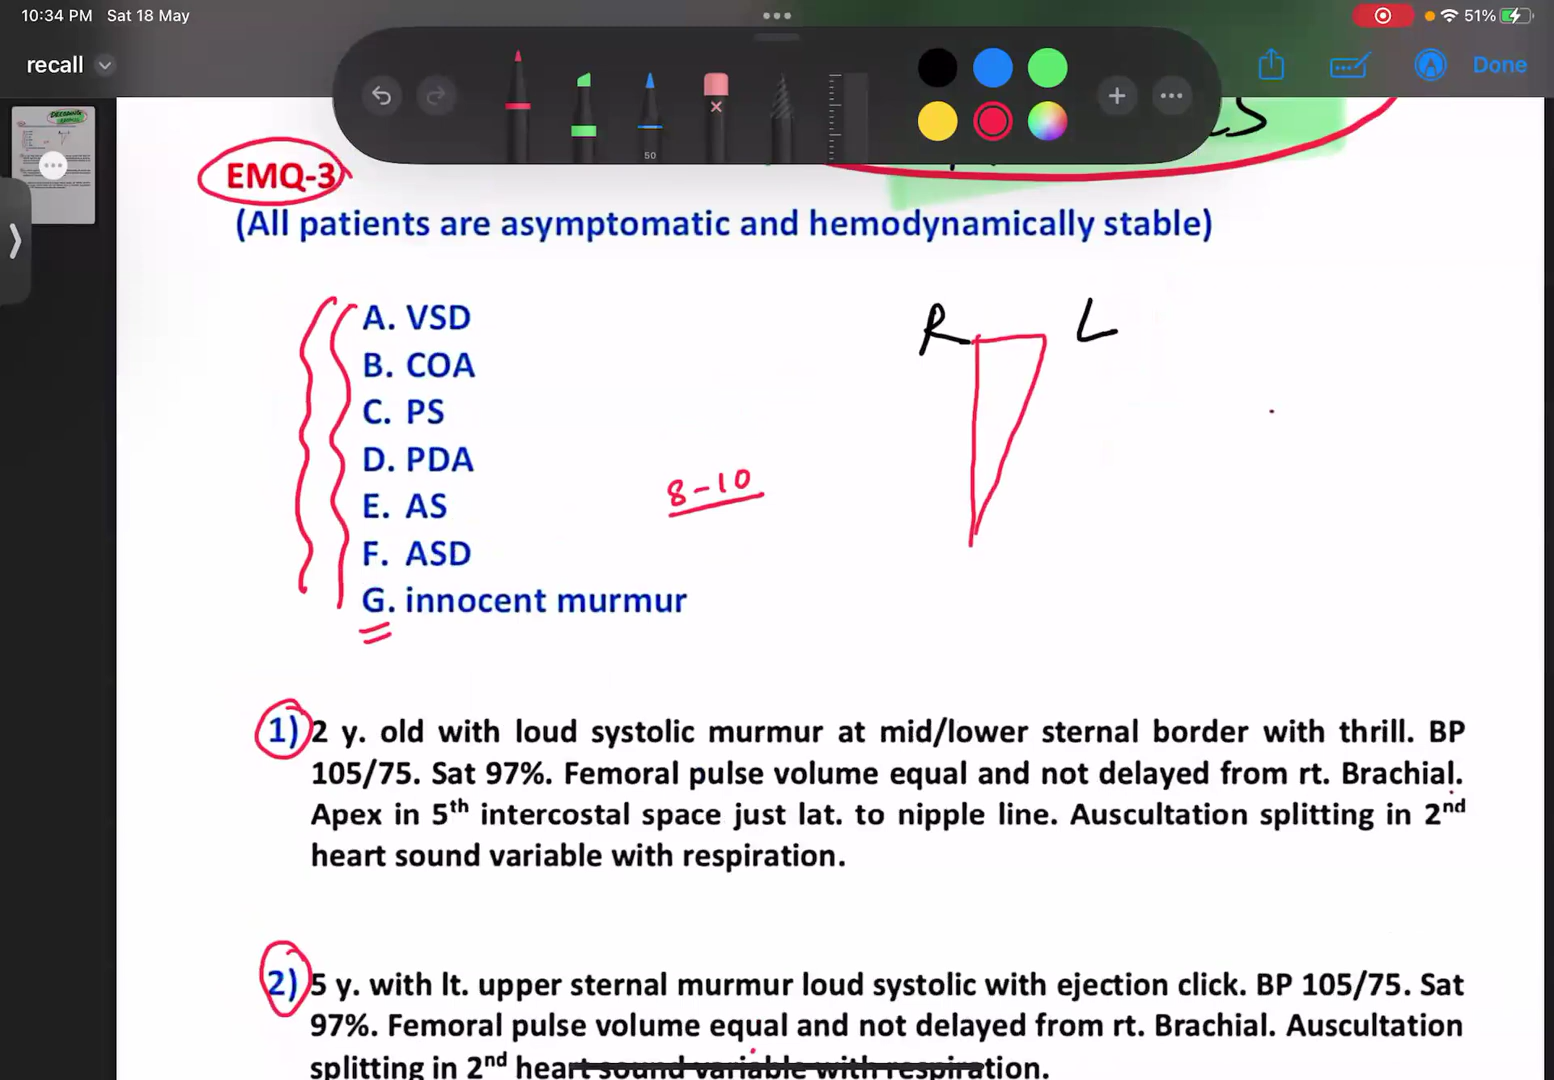 10:34 PM Sat 18 May
51%
recall
Done
50
EMQ-3
(All patients are asymptomatic and hemodynamically stable)
A. VSD
B. COA
C. PS
D. PDA
E. AS
F. ASD
G. innocent murmur
R L
8-10
1) 2 y. old with loud systolic murmur at mid/lower sternal border with thrill. BP
105/75. Sat 97%. Femoral pulse volume equal and not delayed from rt. Brachial.
Apex in 5th intercostal space just lat. to nipple line. Auscultation splitting in 2nd
heart sound variable with respiration.
2) 5 y. with lt. upper sternal murmur loud systolic with ejection click. BP 105/75. Sat
97%. Femoral pulse volume equal and not delayed from rt. Brachial. Auscultation
splitting in 2nd heart sound variable with respiration.